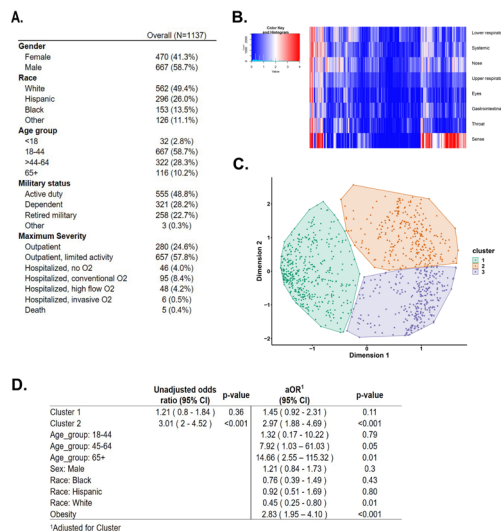 A.
Overall (N=1137)
Gender
Female 470 (41.3%)
Male 667 (58.7%)
Race
White 562 (49.4%)
Hispanic 296 (26.0%)
Black 153 (13.5%)
Other 126 (11.1%)
Age group
<18 32 (2.8%)
18-44 667 (58.7%)
>44-64 322 (28.3%)
65+ 116 (10.2%)
Military status
Active duty 555 (48.8%)
Dependent 321 (28.2%)
Retired military 258 (22.7%)
Other 3 (0.3%)
Maximum Severity
Outpatient 280 (24.6%)
Outpatient, limited activity 657 (57.8%)
Hospitalized, no O2 46 (4.0%)
Hospitalized, conventional O2 95 (8.4%)
Hospitalized, high flow O2 48 (4.2%)
Hospitalized, invasive O2 6 (0.5%)
Death 5 (0.4%)
B.
Color Key
and Histogram
Value
Lower respirato
Systemic
Nose
Upper respirato
Eyes
Gastrointestina
Throat
Sense
C.
Dimension 2
2
1
0
-1
-2
-1 0 1
Dimension 1
cluster
1
2
3
D.
Unadjusted odds ratio (95% CI) p-value aOR¹ (95% CI) p-value
Cluster 1 1.21 ( 0.8 - 1.84 ) 0.36 1.45 ( 0.92 - 2.31 ) 0.11
Cluster 2 3.01 ( 2 - 4.52 ) <0.001 2.97 ( 1.88 - 4.69 ) <0.001
Age_group: 18-44 1.32 ( 0.17 - 10.22 ) 0.79
Age_group: 45-64 7.92 ( 1.03 – 61.03 ) 0.05
Age_group: 65+ 14.66 ( 2.55 – 115.32 ) 0.01
Sex: Male 1.21 ( 0.84 - 1.73 ) 0.3
Race: Black 0.76 ( 0.39 - 1.49 ) 0.43
Race: Hispanic 0.92 ( 0.51 - 1.69 ) 0.80
Race: White 0.45 ( 0.25 - 0.80 ) 0.01
Obesity 2.83 ( 1.95 – 4.10 ) <0.001
¹Adjusted for Cluster